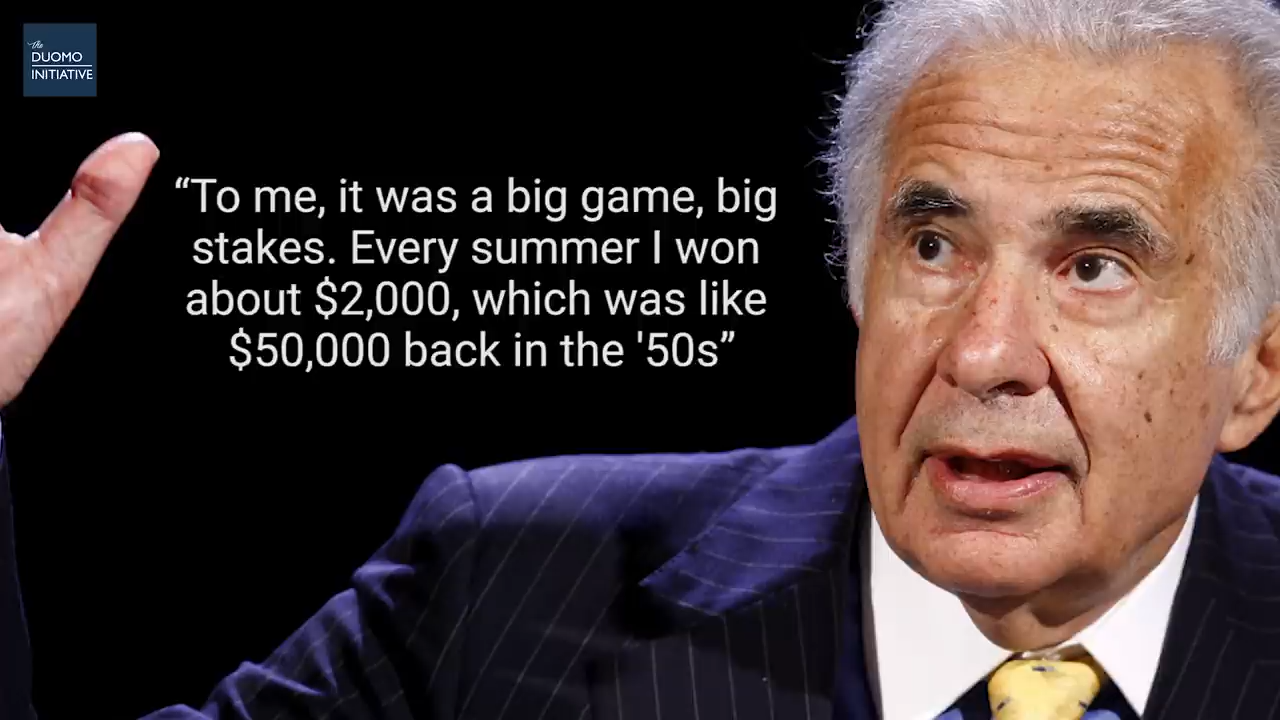 The
DUOMO
INITIATIVE
“To me, it was a big game, big
stakes. Every summer I won
about $2,000, which was like
$50,000 back in the '50s”